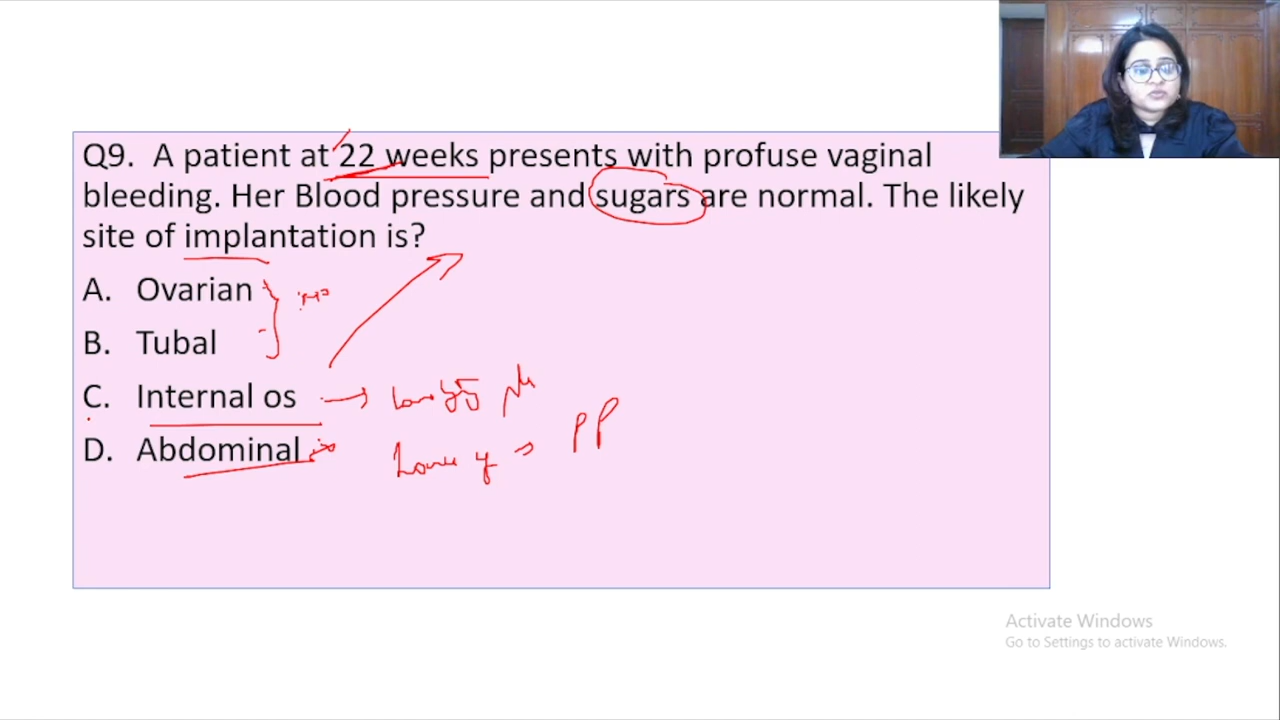 Q9. A patient at 22 weeks presents with profuse vaginal
bleeding. Her Blood pressure and sugars are normal. The likely
site of implantation is?
A. Ovarian
B. Tubal
C. Internal os
D. Abdominal
PP
Activate Windows
Go to Settings to activate Windows.